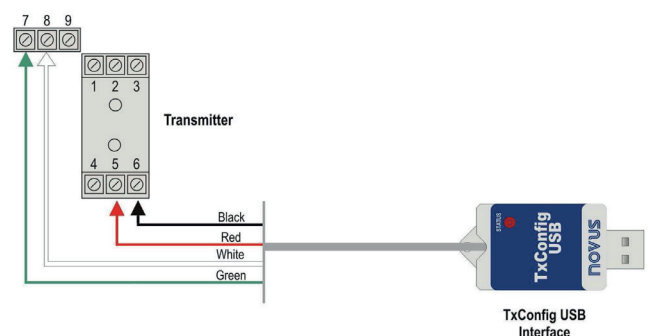 7 8 9
1 2 3
Transmitter
4 5 6
Black
Red
White
Green
STATUS
TxConfig
USB
NOVUS
TxConfig USB
Interface